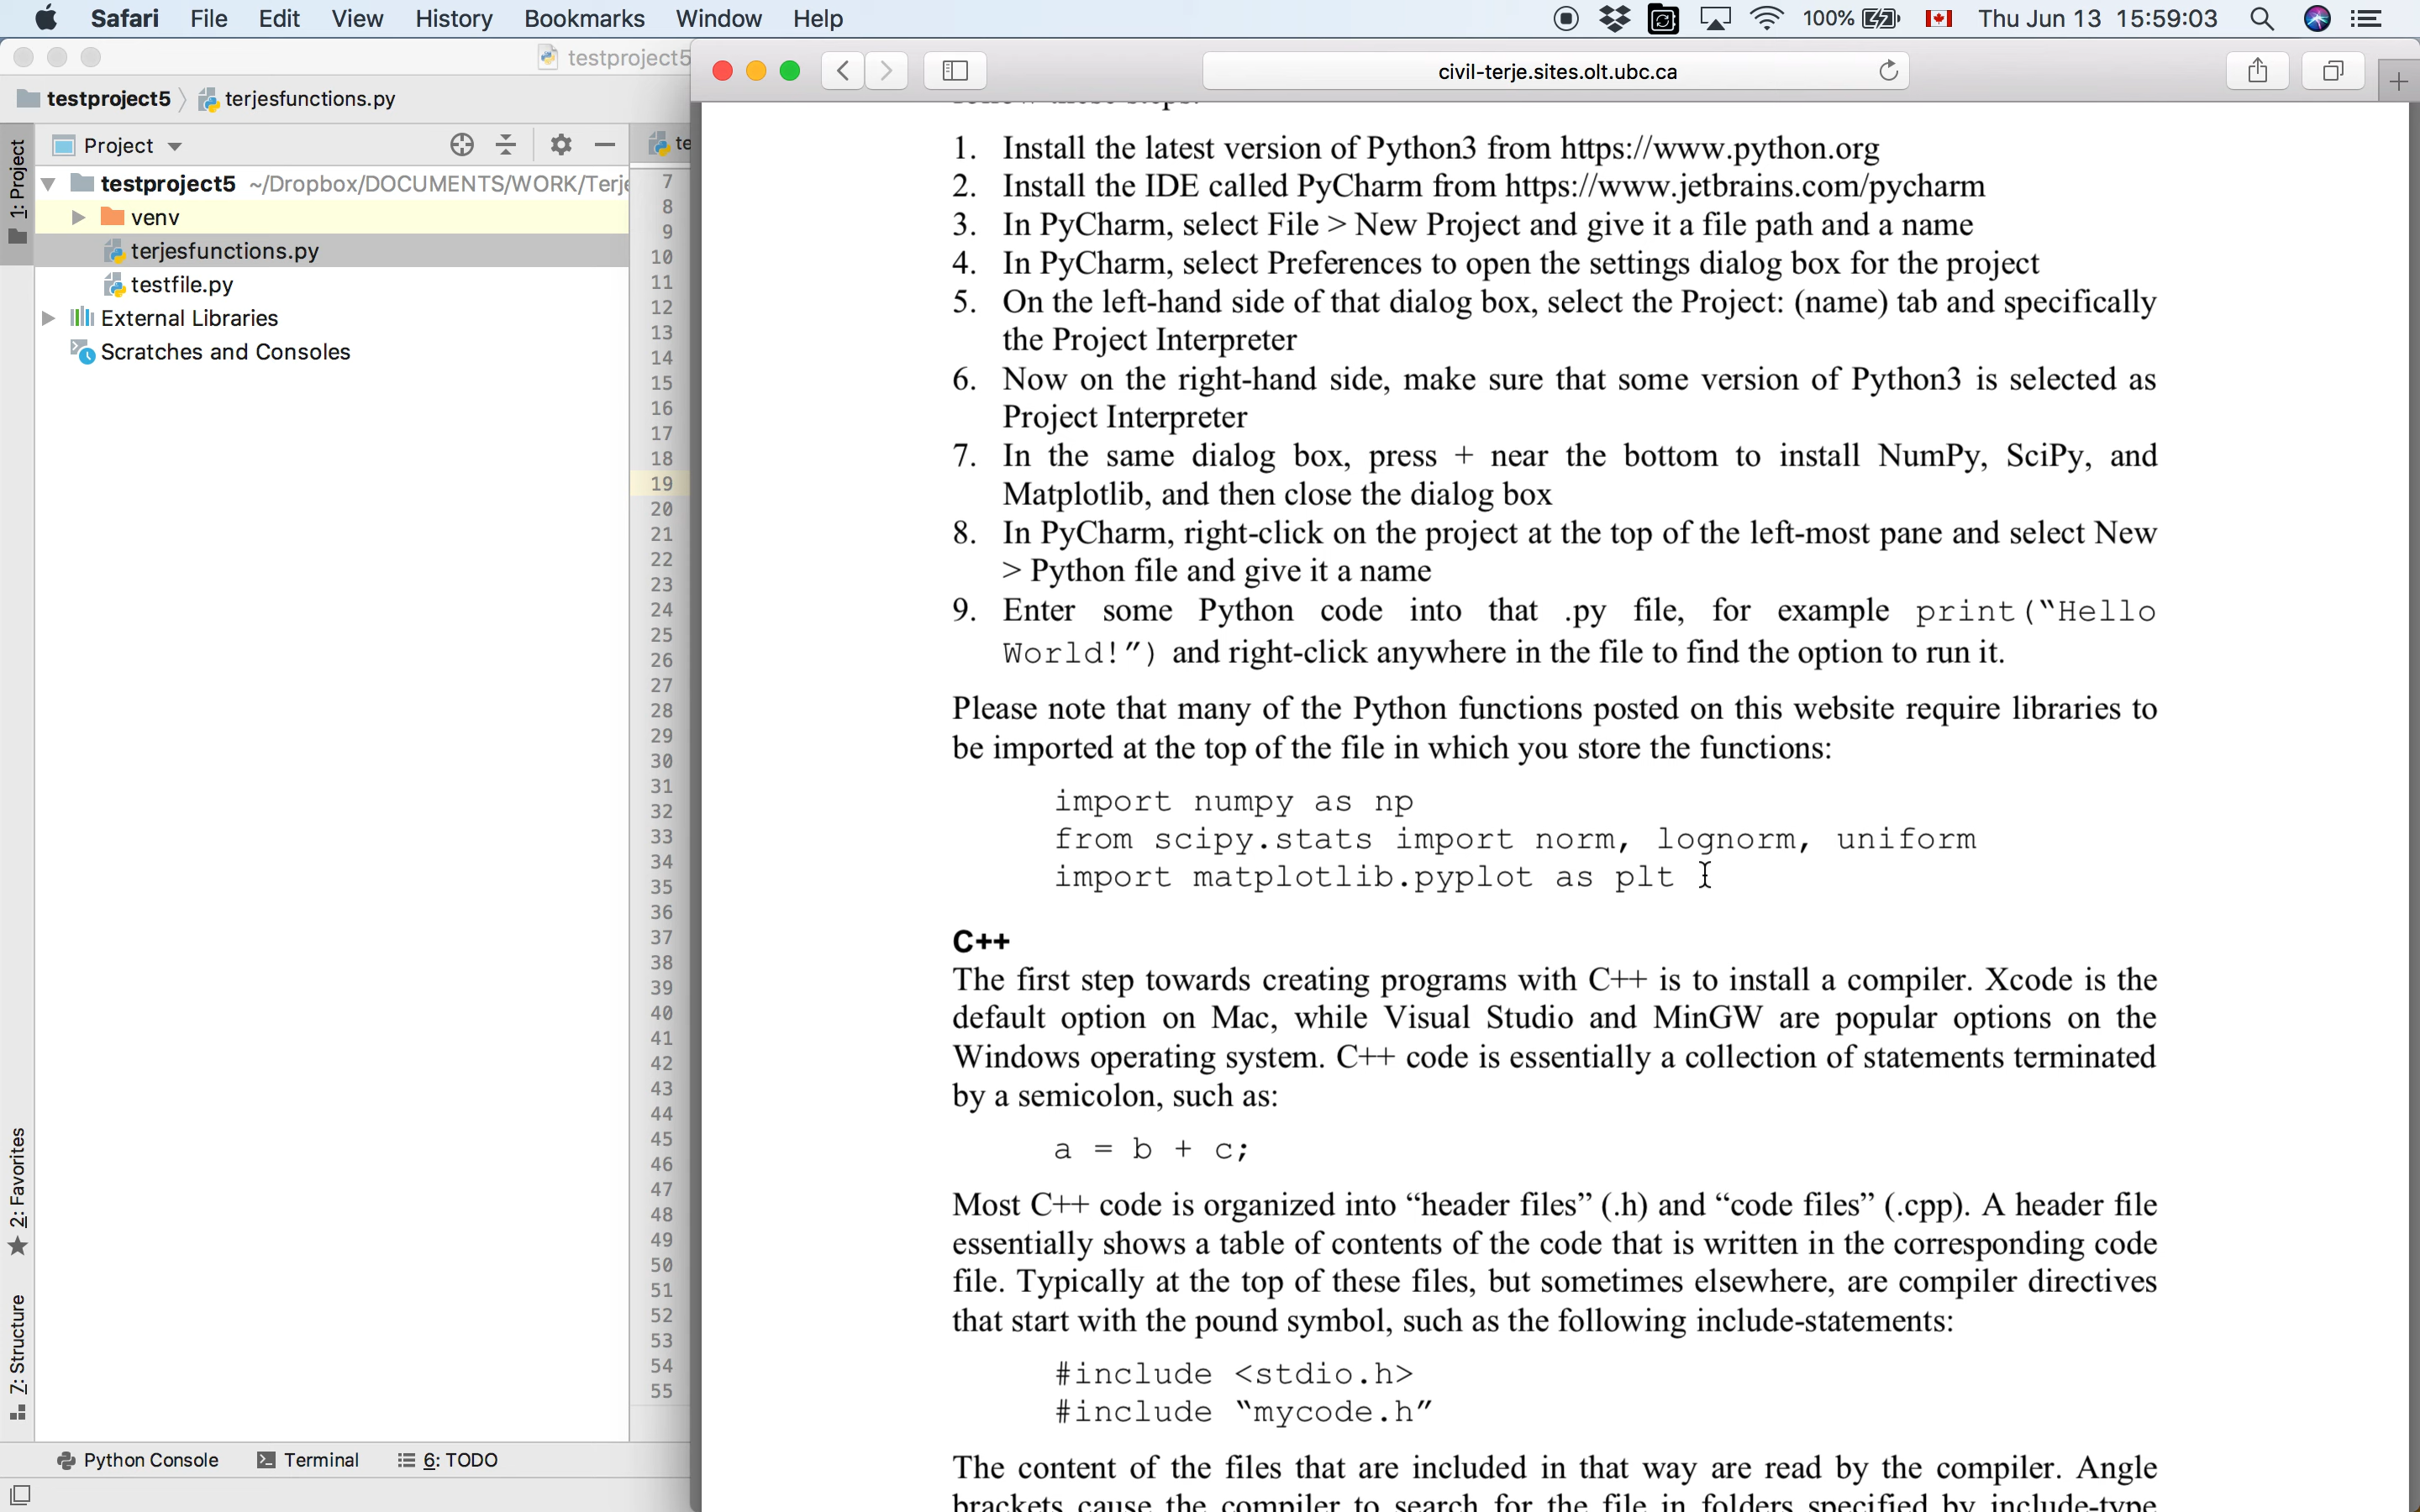 Safari File Edit View History Bookmarks Window Help 100% Thu Jun 13 15:59:03
testproject5
civil-terje.sites.olt.ubc.ca
testproject5 terjesfunctions.py
1: Project
Project
te
testproject5 ~/Dropbox/DOCUMENTS/WORK/Terje
venv
terjesfunctions.py
testfile.py
External Libraries
Scratches and Consoles
2: Favorites
7: Structure
Python Console Terminal 6: TODO
7
8
9
10
11
12
13
14
15
16
17
18
19
20
21
22
23
24
25
26
27
28
29
30
31
32
33
34
35
36
37
38
39
40
41
42
43
44
45
46
47
48
49
50
51
52
53
54
55
1. Install the latest version of Python3 from https://www.python.org
2. Install the IDE called PyCharm from https://www.jetbrains.com/pycharm
3. In PyCharm, select File > New Project and give it a file path and a name
4. In PyCharm, select Preferences to open the settings dialog box for the project
5. On the left-hand side of that dialog box, select the Project: (name) tab and specifically
the Project Interpreter
6. Now on the right-hand side, make sure that some version of Python3 is selected as
Project Interpreter
7. In the same dialog box, press + near the bottom to install NumPy, SciPy, and
Matplotlib, and then close the dialog box
8. In PyCharm, right-click on the project at the top of the left-most pane and select New
> Python file and give it a name
9. Enter some Python code into that .py file, for example print(“Hello
World!”) and right-click anywhere in the file to find the option to run it.
Please note that many of the Python functions posted on this website require libraries to
be imported at the top of the file in which you store the functions:
import numpy as np
from scipy.stats import norm, lognorm, uniform
import matplotlib.pyplot as plt
C++
The first step towards creating programs with C++ is to install a compiler. Xcode is the
default option on Mac, while Visual Studio and MinGW are popular options on the
Windows operating system. C++ code is essentially a collection of statements terminated
by a semicolon, such as:
a = b + c;
Most C++ code is organized into “header files” (.h) and “code files” (.cpp). A header file
essentially shows a table of contents of the code that is written in the corresponding code
file. Typically at the top of these files, but sometimes elsewhere, are compiler directives
that start with the pound symbol, such as the following include-statements:
#include <stdio.h>
#include “mycode.h”
The content of the files that are included in that way are read by the compiler. Angle
brackets cause the compiler to search for the file in folders specified by include-type